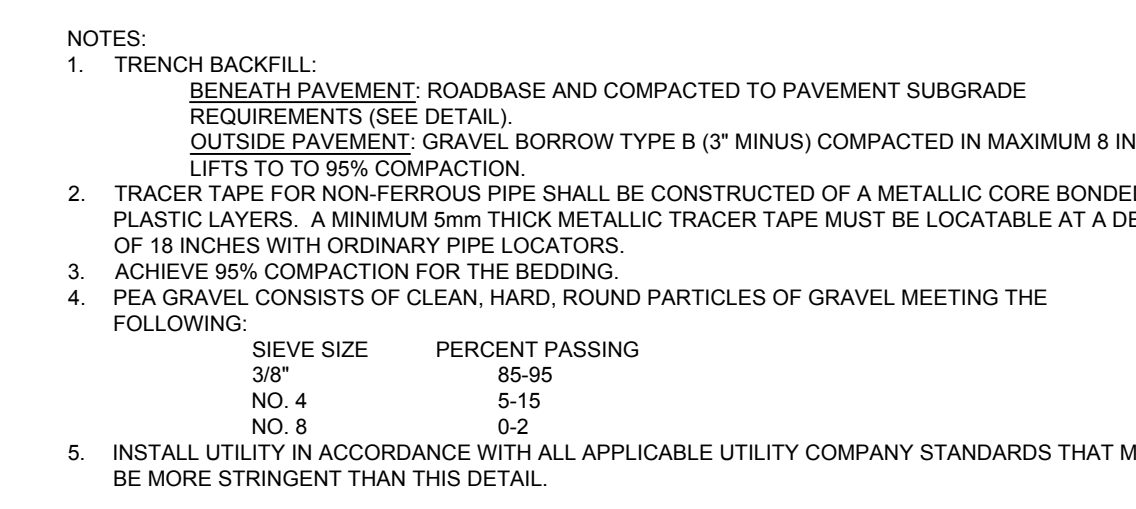 NOTES:
1. TRENCH BACKFILL:
BENEATH PAVEMENT: ROADBASE AND COMPACTED TO PAVEMENT SUBGRADE
REQUIREMENTS (SEE DETAIL).
OUTSIDE PAVEMENT: GRAVEL BORROW TYPE B (3" MINUS) COMPACTED IN MAXIMUM 8 IN
LIFTS TO TO 95% COMPACTION.
2. TRACER TAPE FOR NON-FERROUS PIPE SHALL BE CONSTRUCTED OF A METALLIC CORE
PLASTIC LAYERS. A MINIMUM 5mm THICK METALLIC TRACER TAPE MUST BE LOCATABLE AT A
OF 18 INCHES WITH ORDINARY PIPE LOCATORS.
3. ACHIEVE 95% COMPACTION FOR THE BEDDING.
4. PEA GRAVEL CONSISTS OF CLEAN, HARD, ROUND PARTICLES OF GRAVEL MEETING THE
FOLLOWING:
SIEVE SIZE PERCENT PASSING
3/8" 85-95
NO. 4 5-15
NO. 8 0-2
5. INSTALL UTILITY IN ACCORDANCE WITH ALL APPLICABLE UTILITY COMPANY STANDARDS THAT
BE MORE STRINGENT THAN THIS DETAIL.